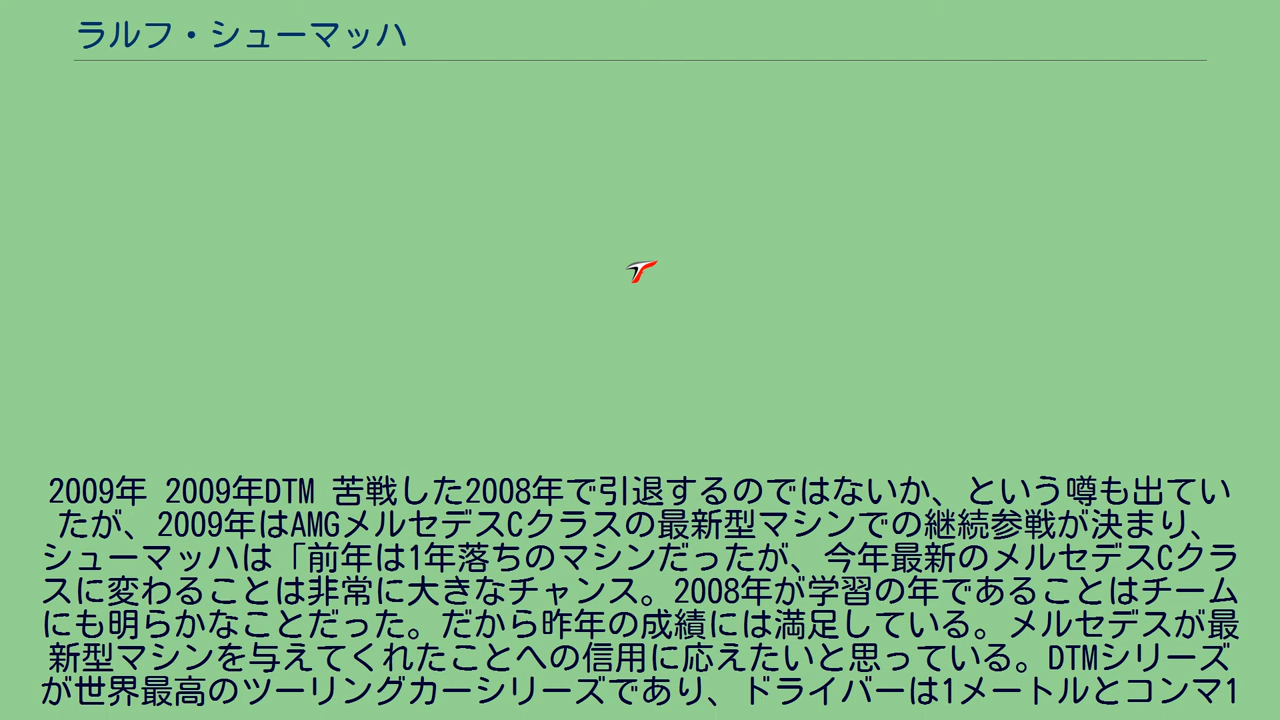 ラルフ・シューマッハ
2009年 2009年DTM 苦戦した2008年で引退するのではないか、という噂も出てい
たが、2009年はAMGメルセデスCクラスの最新型マシンでの継続参戦が決まり、
シューマッハは「前年は1年落ちのマシンだったが、今年最新のメルセデスCクラ
スに変わることは非常に大きなチャンス。2008年が学習の年であることはチーム
にも明らかなことだった。だから昨年の成績には満足している。メルセデスが最
新型マシンを与えてくれたことへの信用に応えたいと思っている。DTMシリーズ
が世界最高のツーリングカーシリーズであり、ドライバーは1メートルとコンマ1